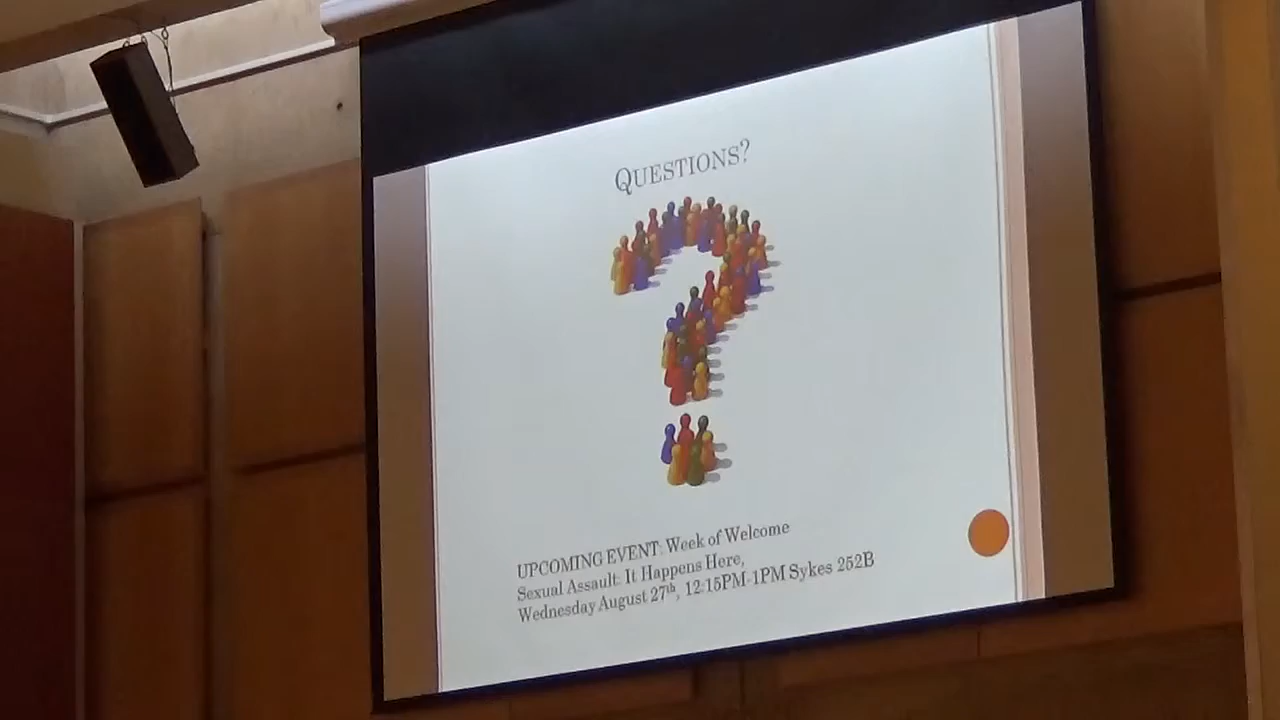 QUESTIONS?
UPCOMING EVENT: Week of Welcome
Sexual Assault: It Happens Here,
Wednesday August 27th, 12:15PM-1PM Sykes 252B